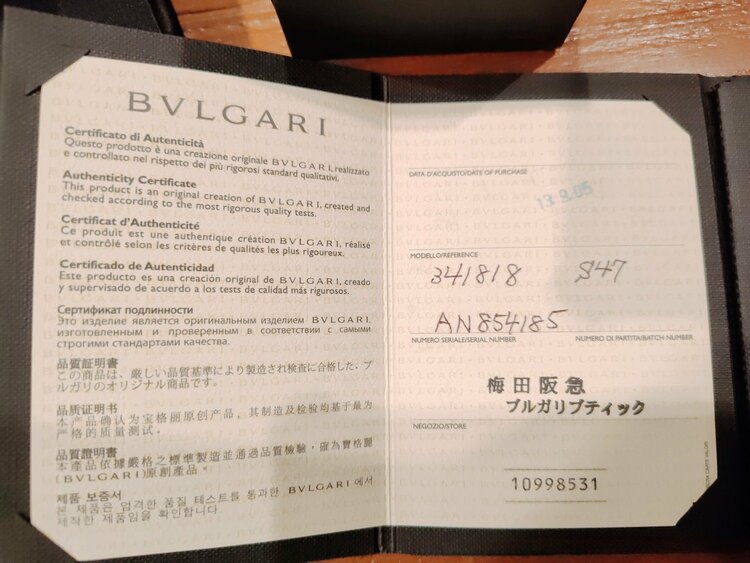 BVLGARI
Certificato di Autenticità
Questo prodotto è una creazione originale BVLGARI, realizzato
e controllato nel rispetto dei più rigorosi standard qualitativi.
Authenticity Certificate
This product is an original creation of BVLGARI, created and
checked according to the most rigorous quality tests.
Certificat d'Authenticité
Ce produit est une authentique création BVLGARI, réalisé
et contrôlé selon les critères de qualité les plus rigoureux.
Certificado de Autenticidad
Este producto es una creación original de BVLGARI, creado
y supervisado de acuerdo a los tests de calidad más rigurosos.
Сертификат подлинности
Это изделие является оригинальным изделием BVLGARI,
изготовленным и проверенным в соответствии с самыми
строгими стандартами качества.
品質証明書
この商品は、厳しい品質基準により製造され検査に合格した、ブ
ルガリのオリジナル商品です。
品质证明书
本产品确认为宝格丽原创产品，其制造及检验均基于最为
严格的质量测试。
品質證明書
本產品依據嚴格之標準製造並通過品質檢驗，確為寶格麗
(BVLGARI)原創產品。
제품 보증서
본 제품은 엄격한 품질 테스트를 통과한 BVLGARI 에서
제작한 제품임을 확인합니다.
DATA D'ACQUISTO/DATE OF PURCHASE
13.9.05
MODELLO/REFERENCE
341818 S47
AN854185
NUMERO SERIALE/SERIAL NUMBER NUMERO DI PARTITA/BATCH NUMBER
梅田阪急
ブルガリブティック
NEGOZIO/STORE
10998531